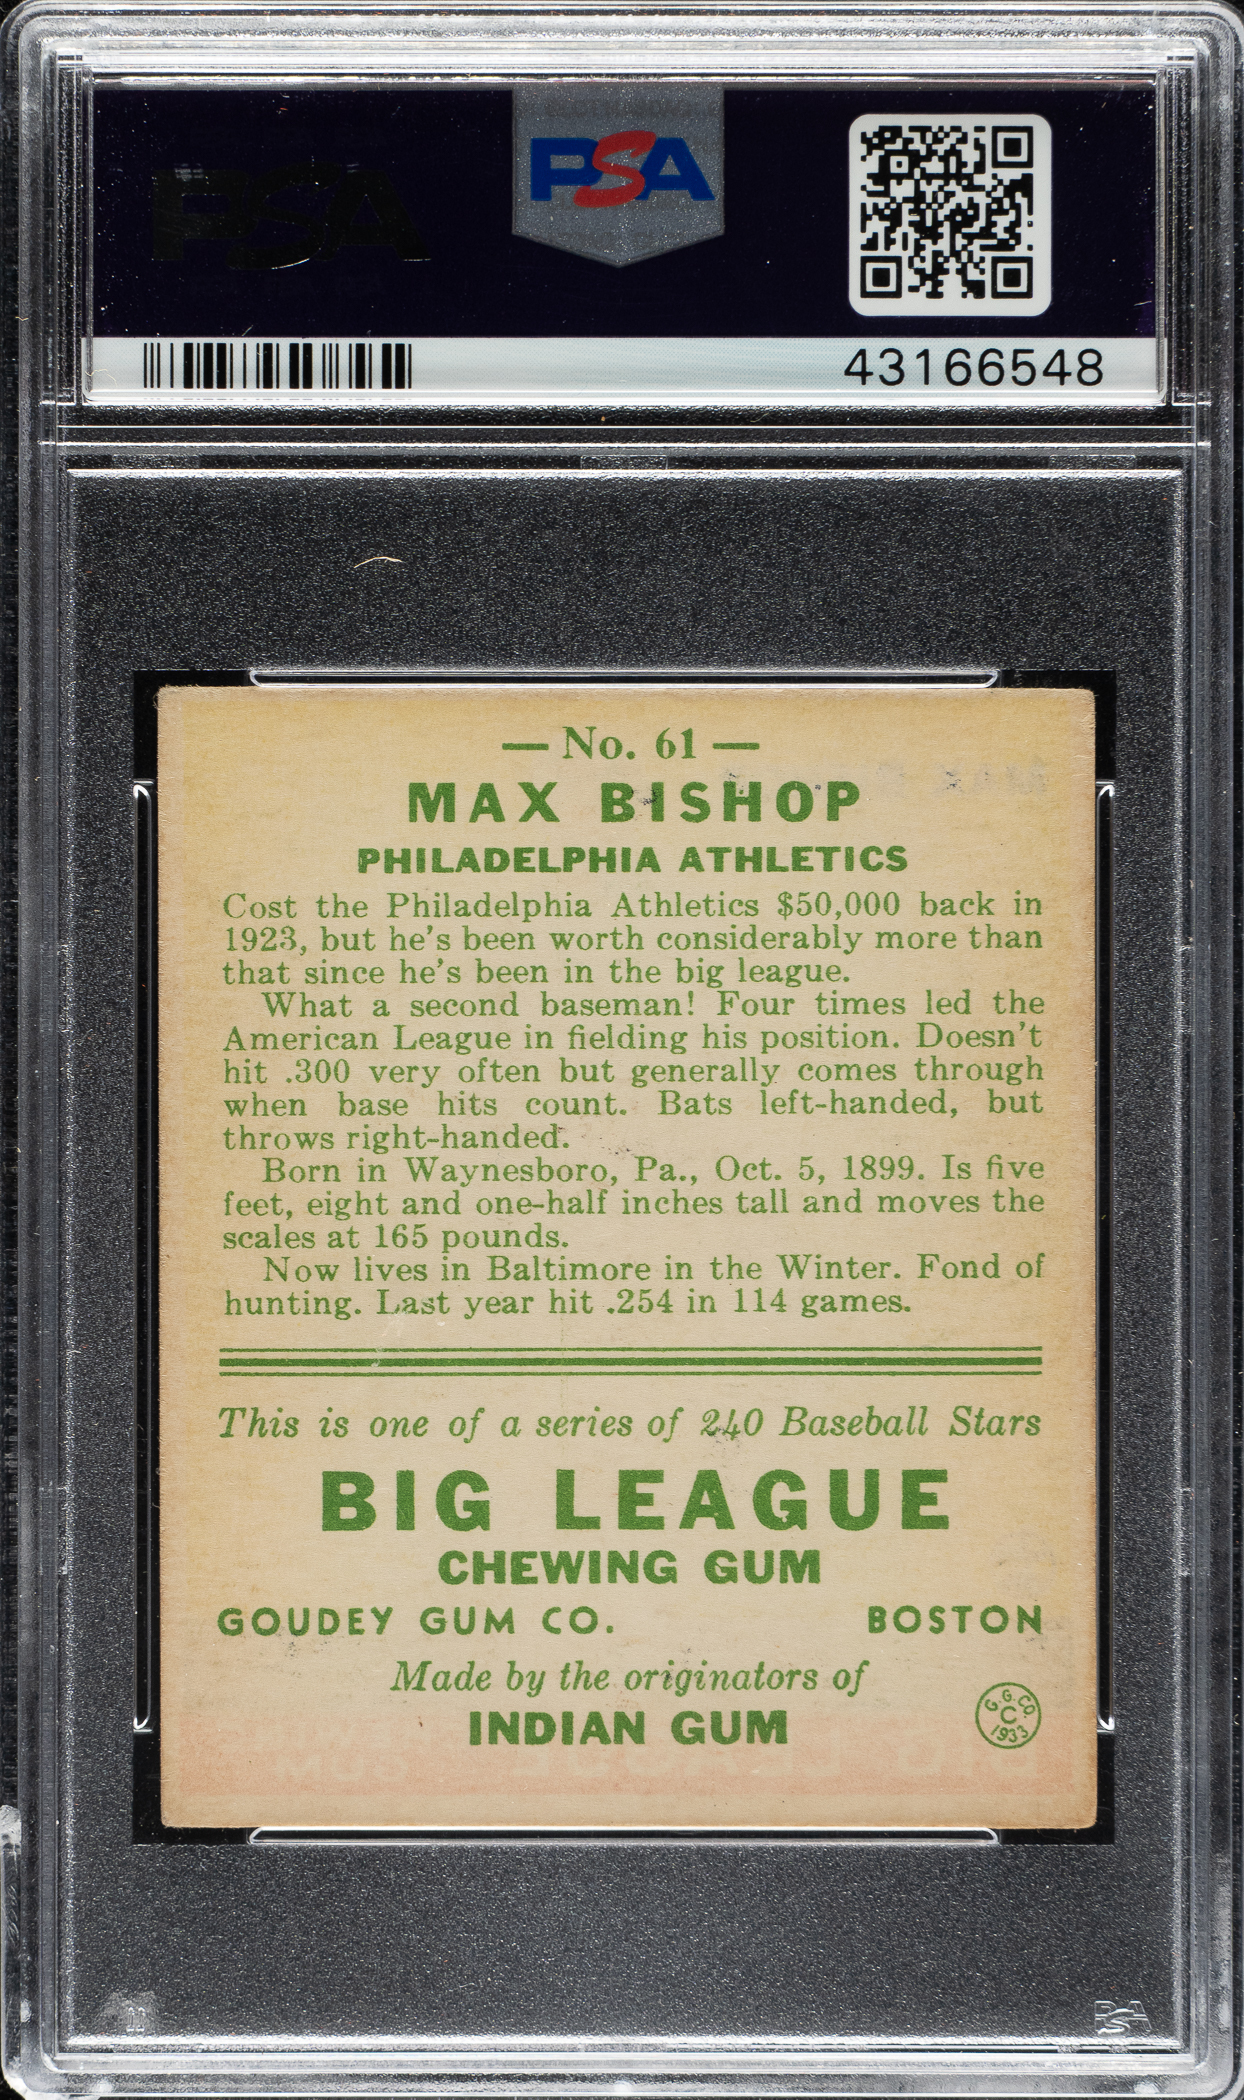 PSA
PSA
43166548
— No. 61 —
MAX BISHOP
PHILADELPHIA ATHLETICS
Cost the Philadelphia Athletics $50,000 back in
1923, but he's been worth considerably more than
that since he's been in the big league.
What a second baseman! Four times led the
American League in fielding his position. Doesn't
hit .300 very often but generally comes through
when base hits count. Bats left-handed, but
throws right-handed.
Born in Waynesboro, Pa., Oct. 5, 1899. Is five
feet, eight and one-half inches tall and moves the
scales at 165 pounds.
Now lives in Baltimore in the Winter. Fond of
hunting. Last year hit .254 in 114 games.
This is one of a series of 240 Baseball Stars
BIG LEAGUE
CHEWING GUM
GOUDEY GUM CO. BOSTON
Made by the originators of
INDIAN GUM
G. G. CO.
C
1933
PSA